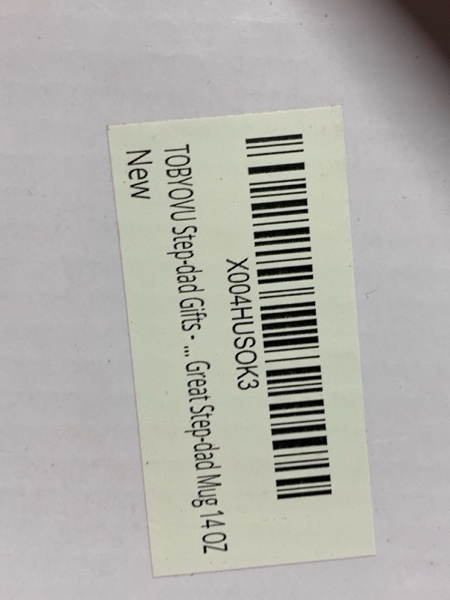 X004HUSOK3
TOBYOVU Step-dad Gifts - ... Great Step-dad Mug 14 OZ
New